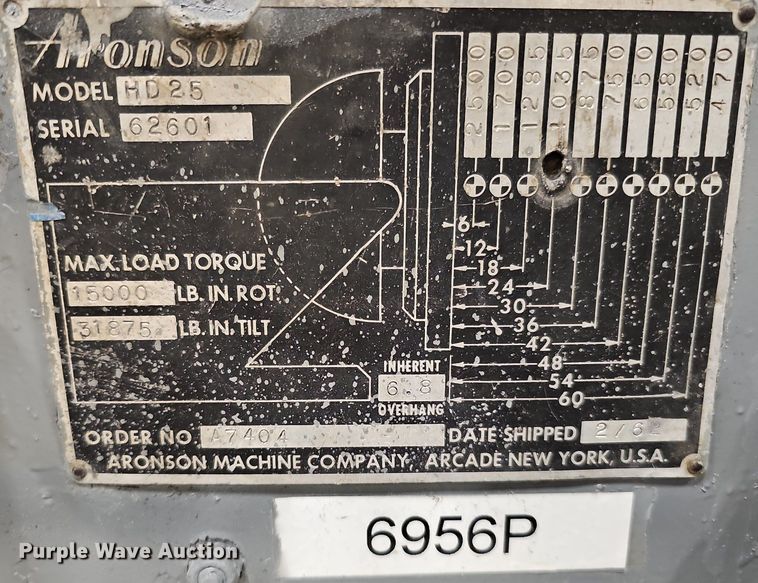 Aronson
MODEL HD25
SERIAL 62601
2500 1700 1285 1035 875 750 650 580 520 470
6
12
18
24
30
36
42
48
54
60
MAX. LOAD TORQUE
15000 LB. IN. ROT.
31875 LB. IN. TILT
INHERENT
6.8
OVERHANG
ORDER NO. A7404 DATE SHIPPED 2/62
ARONSON MACHINE COMPANY, ARCADE NEW YORK, U.S.A.
6956P
Purple Wave Auction